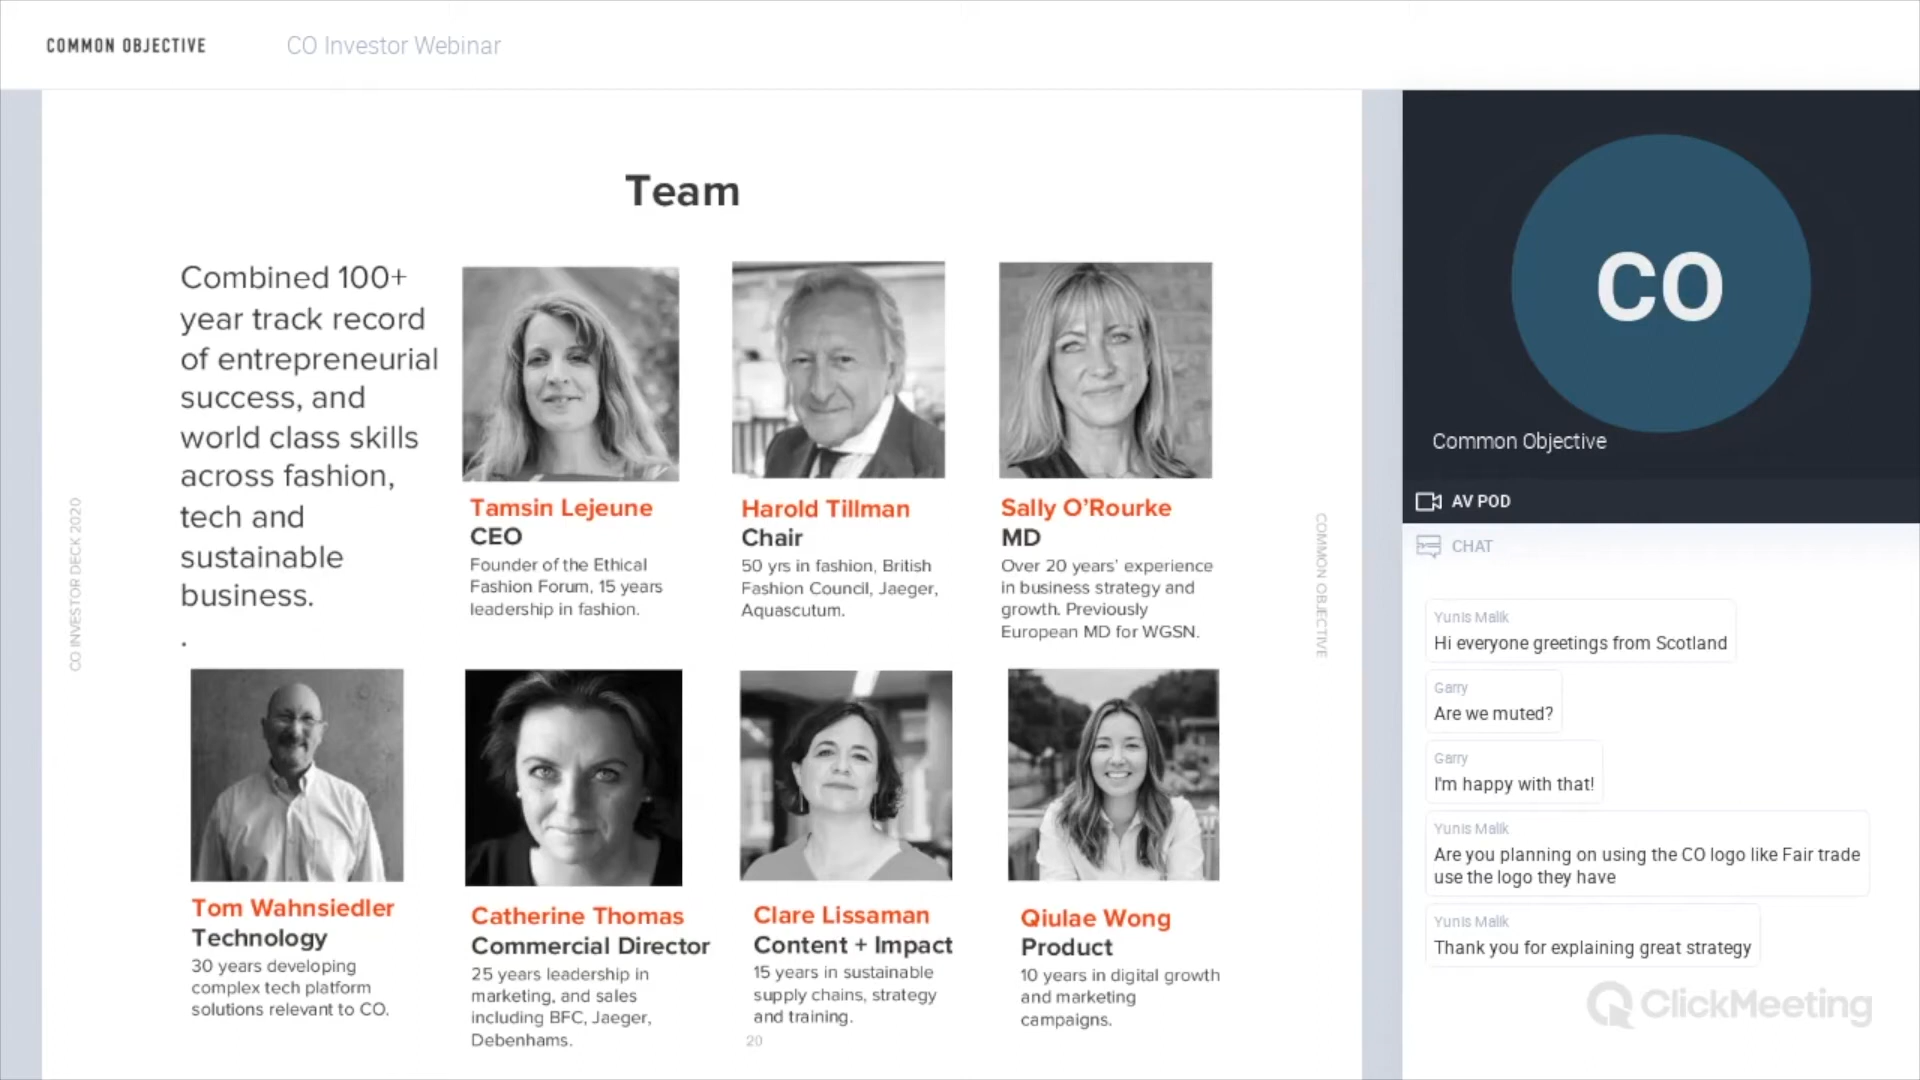 COMMON OBJECTIVE
CO Investor Webinar
Team
Combined 100+
year track record
of entrepreneurial
success, and
world class skills
across fashion,
tech and
sustainable
business.
.
CO INVESTOR DECK 2020
Tamsin Lejeune
CEO
Founder of the Ethical
Fashion Forum, 15 years
leadership in fashion.
Harold Tillman
Chair
50 yrs in fashion, British
Fashion Council, Jaeger,
Aquascutum.
Sally O’Rourke
MD
Over 20 years’ experience
in business strategy and
growth. Previously
European MD for WGSN.
COMMON OBJECTIVE
Tom Wahnsiedler
Technology
30 years developing
complex tech platform
solutions relevant to CO.
Catherine Thomas
Commercial Director
25 years leadership in
marketing, and sales
including BFC, Jaeger,
Debenhams.
Clare Lissaman
Content + Impact
15 years in sustainable
supply chains, strategy
and training.
Qiulae Wong
Product
10 years in digital growth
and marketing
campaigns.
20
CO
Common Objective
AV POD
CHAT
Yunis Malik
Hi everyone greetings from Scotland
Garry
Are we muted?
Garry
I'm happy with that!
Yunis Malik
Are you planning on using the CO logo like Fair trade
use the logo they have
Yunis Malik
Thank you for explaining great strategy
ClickMeeting